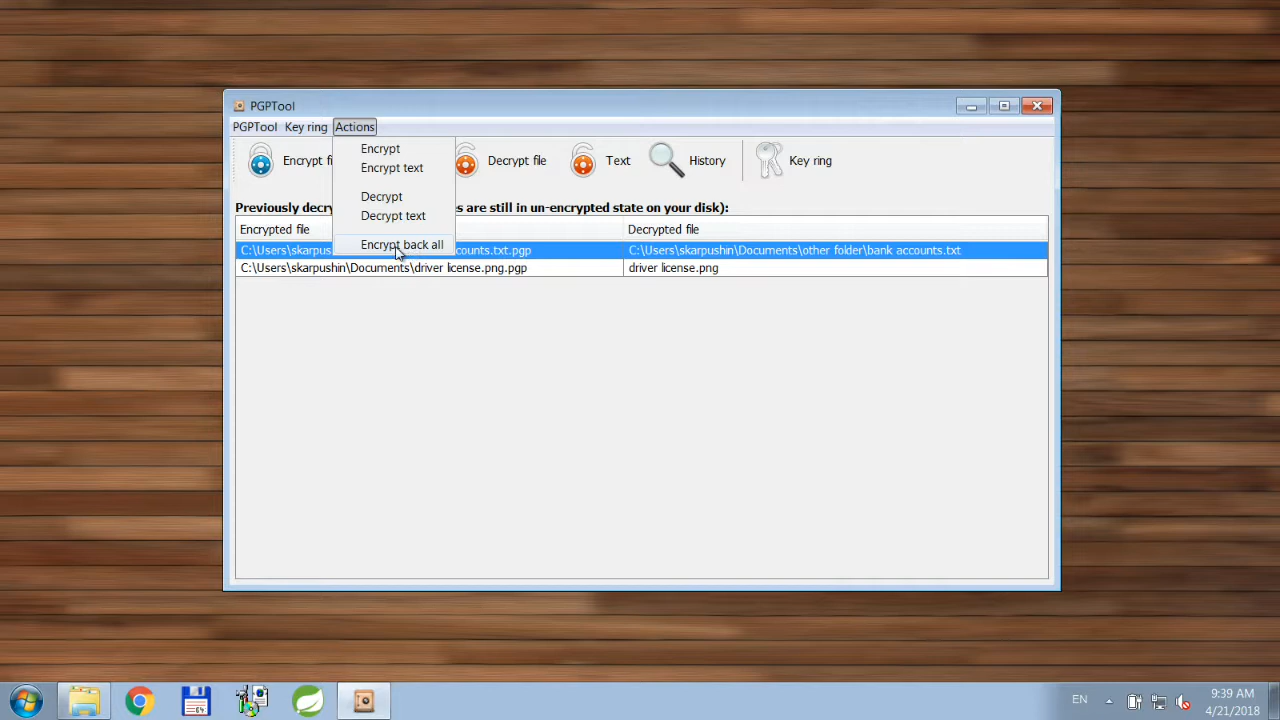 PGPTool
PGPTool Key ring Actions
Encrypt fi Decrypt file Text History Key ring
Encrypt
Encrypt text
Decrypt
Decrypt text
Encrypt back all
Previously decry es are still in un-encrypted state on your disk):
Encrypted file Decrypted file
C:\Users\skarpus counts.txt.pgp C:\Users\skarpushin\Documents\other folder\bank accounts.txt
C:\Users\skarpushin\Documents\driver license.png.pgp driver license.png
64
EN 9:39 AM
4/21/2018